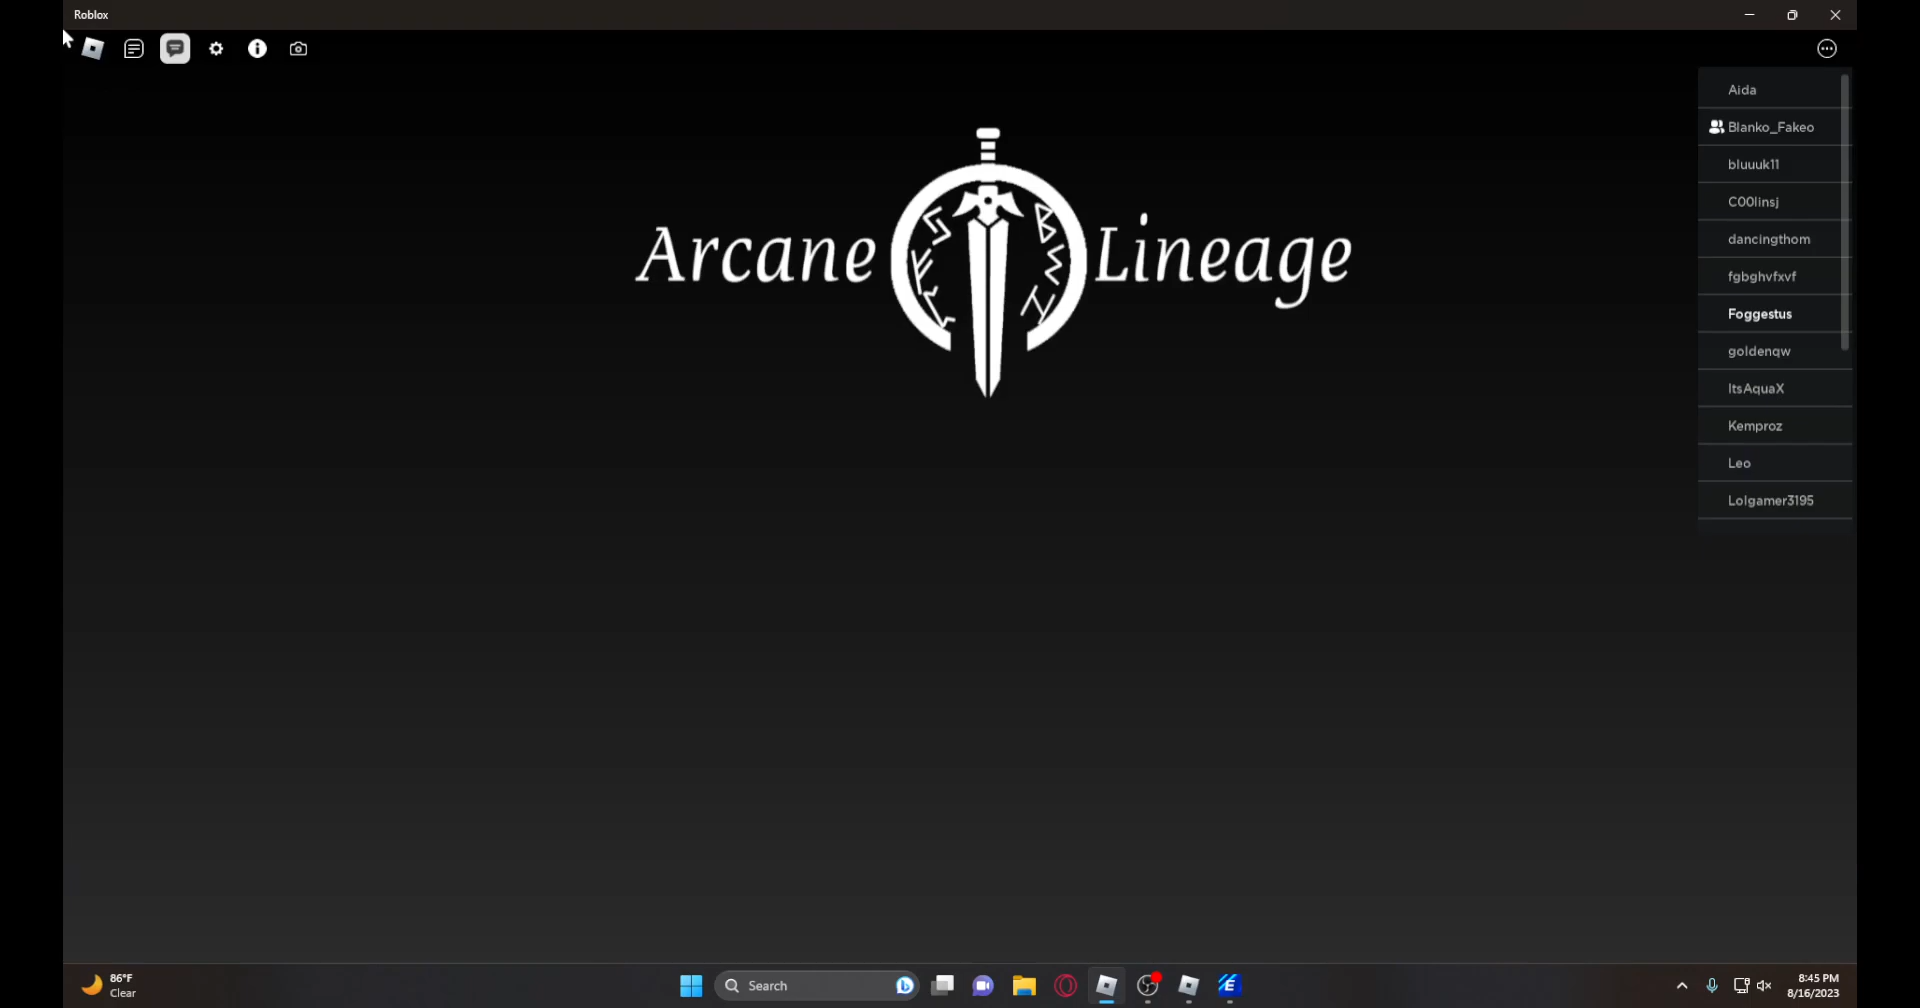 Roblox
Aida
Blanko_Fakeo
bluuuk11
C00linsj
dancingthom
fgbghvfxvf
Foggestus
goldenqw
ItsAquaX
Kemproz
Leo
Lolgamer3195
Arcane Lineage
86°F
Clear
Search
8:45 PM
8/16/2023